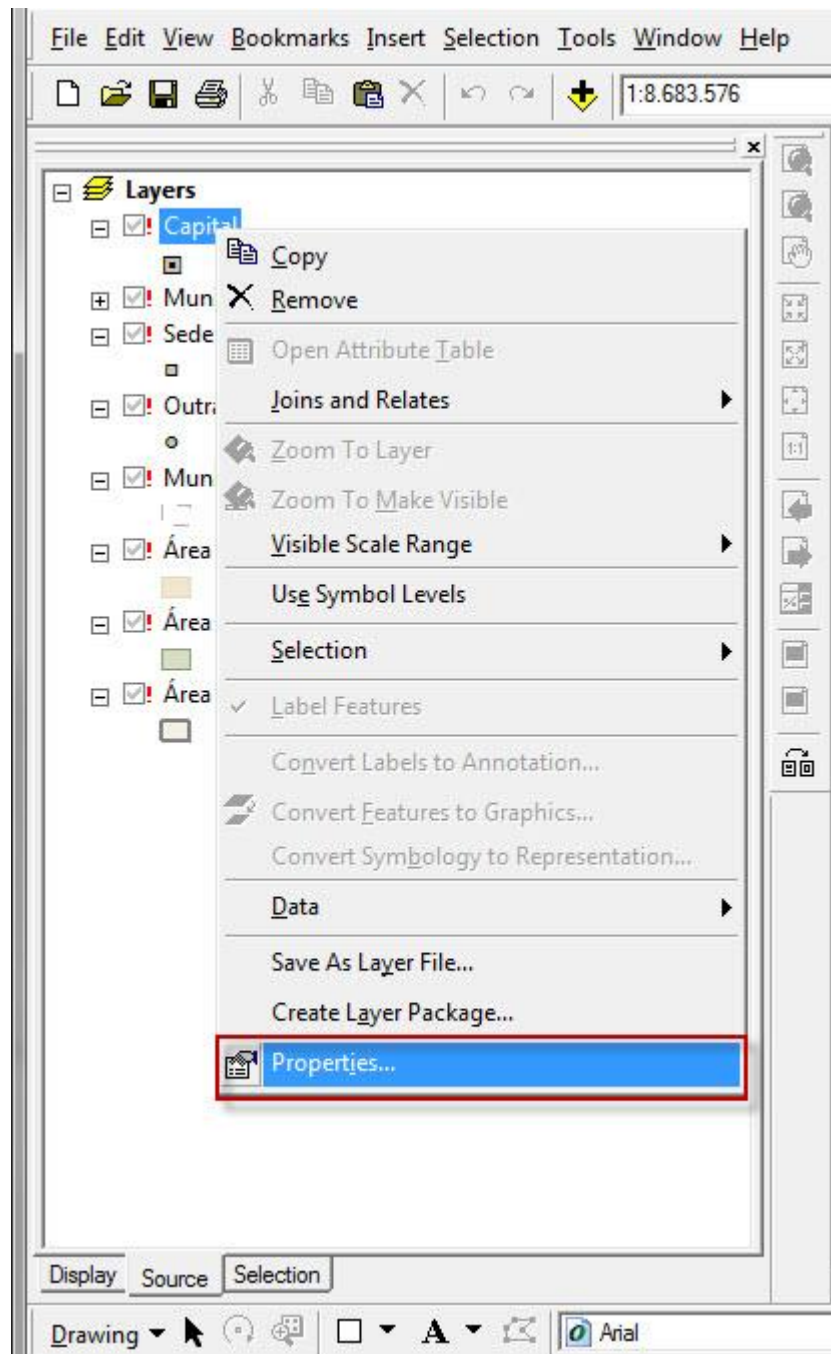 File Edit View Bookmarks Insert Selection Tools Window Help
1:8.683.576
Layers
Capital
Copy
Mun
Remove
Sede
Open Attribute Table
Outra
Joins and Relates
Zoom To Layer
Mun
Zoom To Make Visible
Área
Visible Scale Range
Use Symbol Levels
Área
Selection
Área
Label Features
Convert Labels to Annotation...
Convert Features to Graphics...
Convert Symbology to Representation...
Data
Save As Layer File...
Create Layer Package...
Properties...
Display Source Selection
Drawing A Arial
1:1